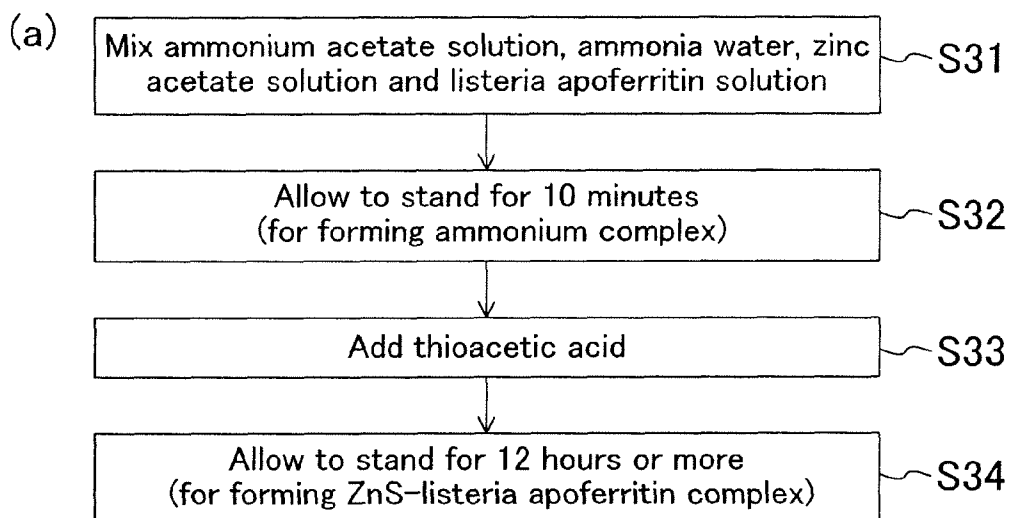 (a)
Mix ammonium acetate solution, ammonia water, zinc
acetate solution and listeria apoferritin solution
S31
Allow to stand for 10 minutes
(for forming ammonium complex)
S32
Add thioacetic acid
S33
Allow to stand for 12 hours or more
(for forming ZnS-listeria apoferritin complex)
S34